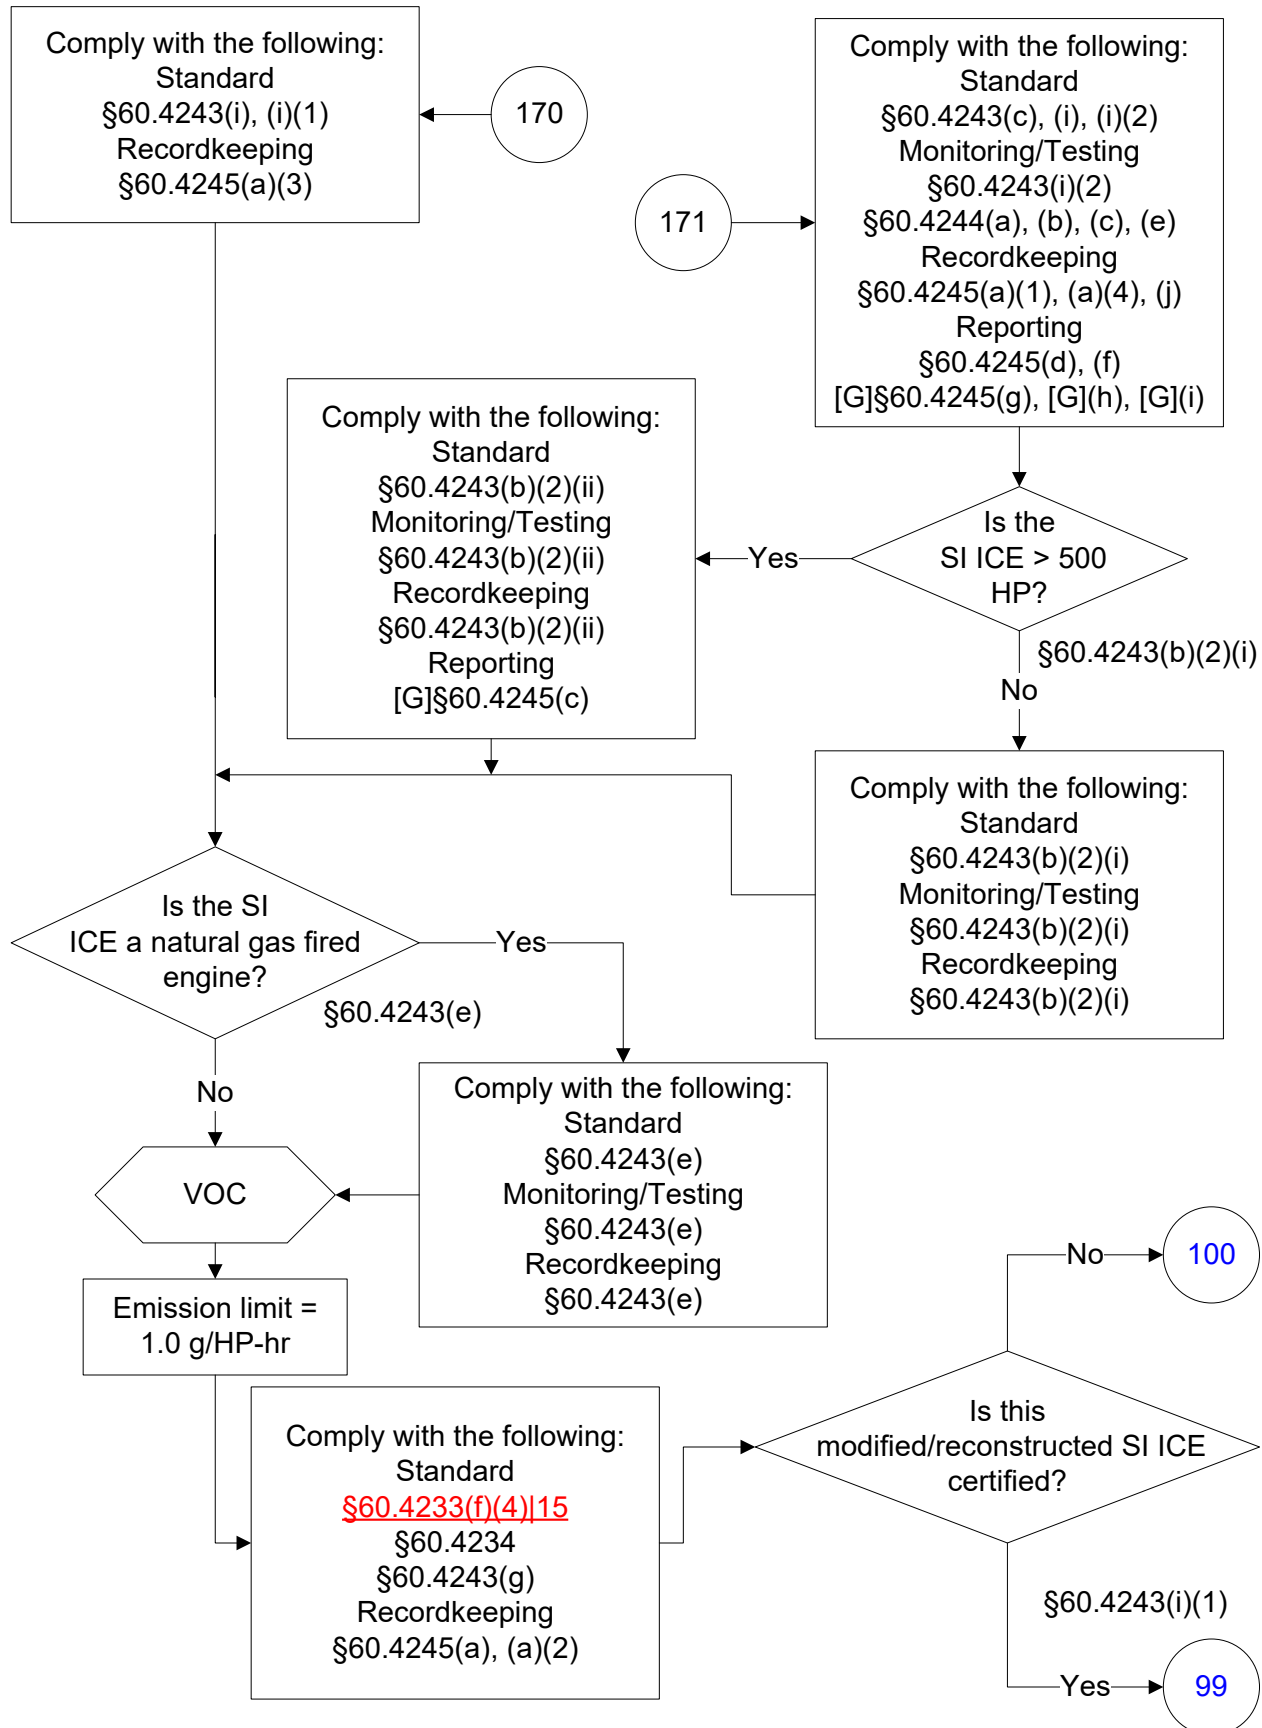 Comply with the following:
Standard
§60.4243(i), (i)(1)
Recordkeeping
§60.4245(a)(3)
170
171
Comply with the following:
Standard
§60.4243(c), (i), (i)(2)
Monitoring/Testing
§60.4243(i)(2)
§60.4244(a), (b), (c), (e)
Recordkeeping
§60.4245(a)(1), (a)(4), (j)
Reporting
§60.4245(d), (f)
[G]§60.4245(g), [G](h), [G](i)
Comply with the following:
Standard
§60.4243(b)(2)(ii)
Monitoring/Testing
§60.4243(b)(2)(ii)
Recordkeeping
§60.4243(b)(2)(ii)
Reporting
[G]§60.4245(c)
Yes
Is the
SI ICE > 500
HP?
§60.4243(b)(2)(i)
No
Comply with the following:
Standard
§60.4243(b)(2)(i)
Monitoring/Testing
§60.4243(b)(2)(i)
Recordkeeping
§60.4243(b)(2)(i)
Is the SI
ICE a natural gas fired
engine?
Yes
§60.4243(e)
No
Comply with the following:
Standard
§60.4243(e)
Monitoring/Testing
§60.4243(e)
Recordkeeping
§60.4243(e)
VOC
Emission limit =
1.0 g/HP-hr
Comply with the following:
Standard
§60.4233(f)(4)|15
§60.4234
§60.4243(g)
Recordkeeping
§60.4245(a), (a)(2)
No
100
Is this
modified/reconstructed SI ICE
certified?
§60.4243(i)(1)
Yes
99